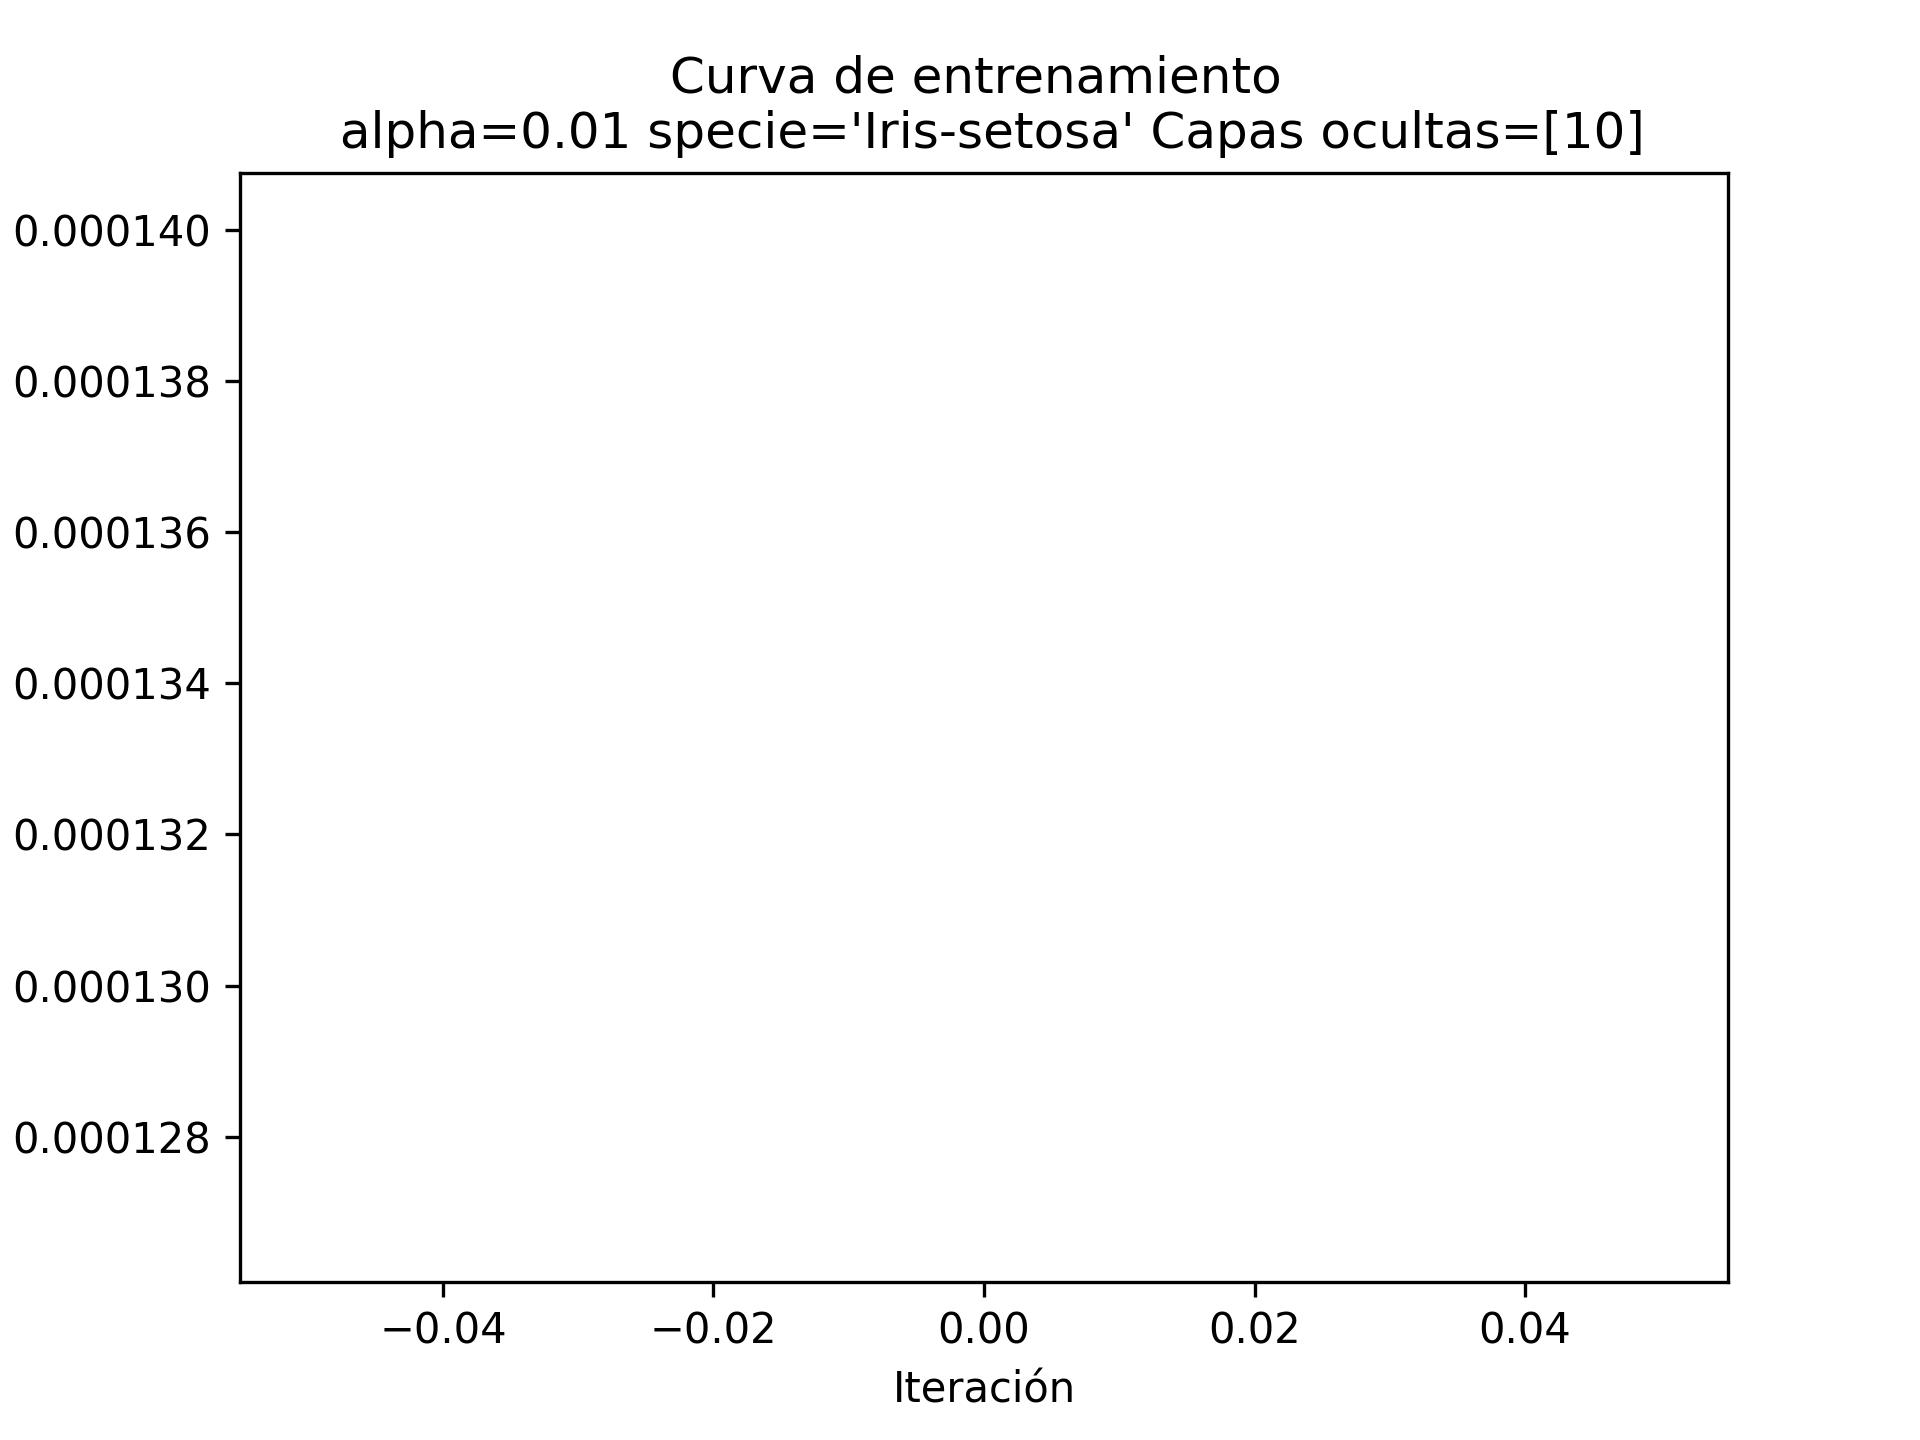 Curva de entrenamiento
alpha=0.01 specie='Iris-setosa' Capas ocultas=[10]
0.000140
0.000138
0.000136
0.000134
0.000132
0.000130
0.000128
−0.04 −0.02 0.00 0.02 0.04
Iteración